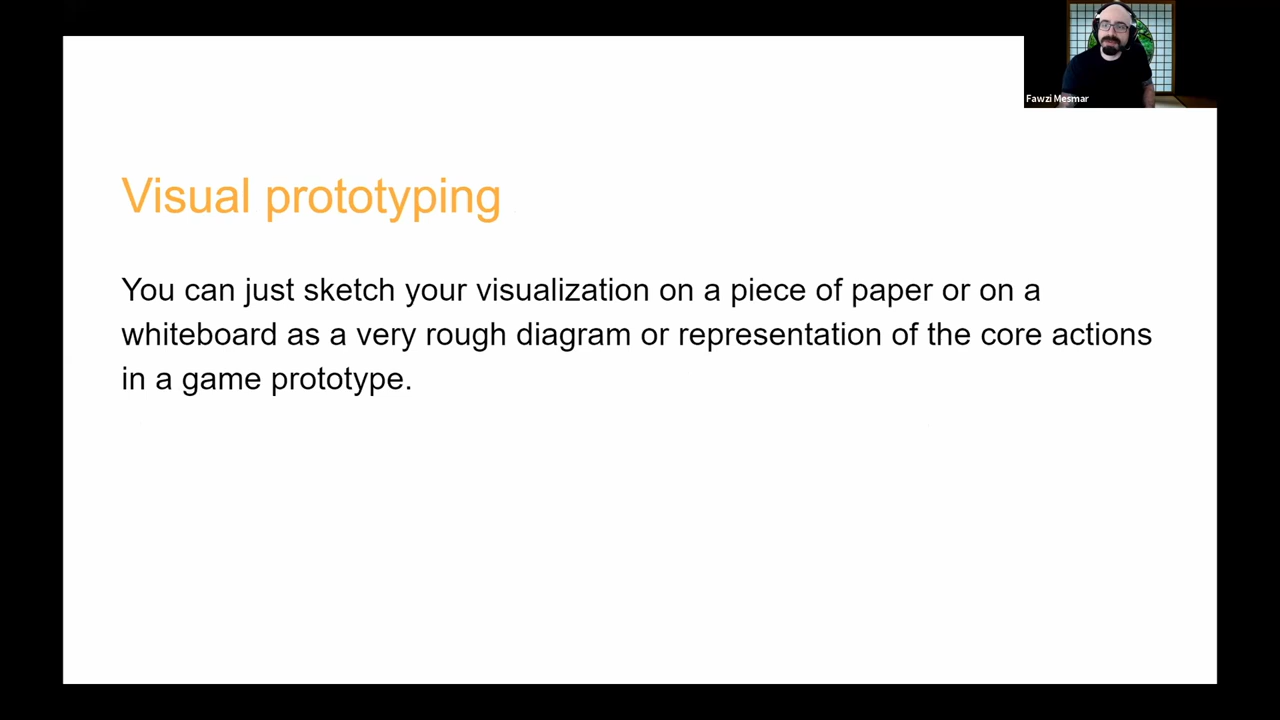 Fawzi Mesmar
Visual prototyping
You can just sketch your visualization on a piece of paper or on a
whiteboard as a very rough diagram or representation of the core actions
in a game prototype.